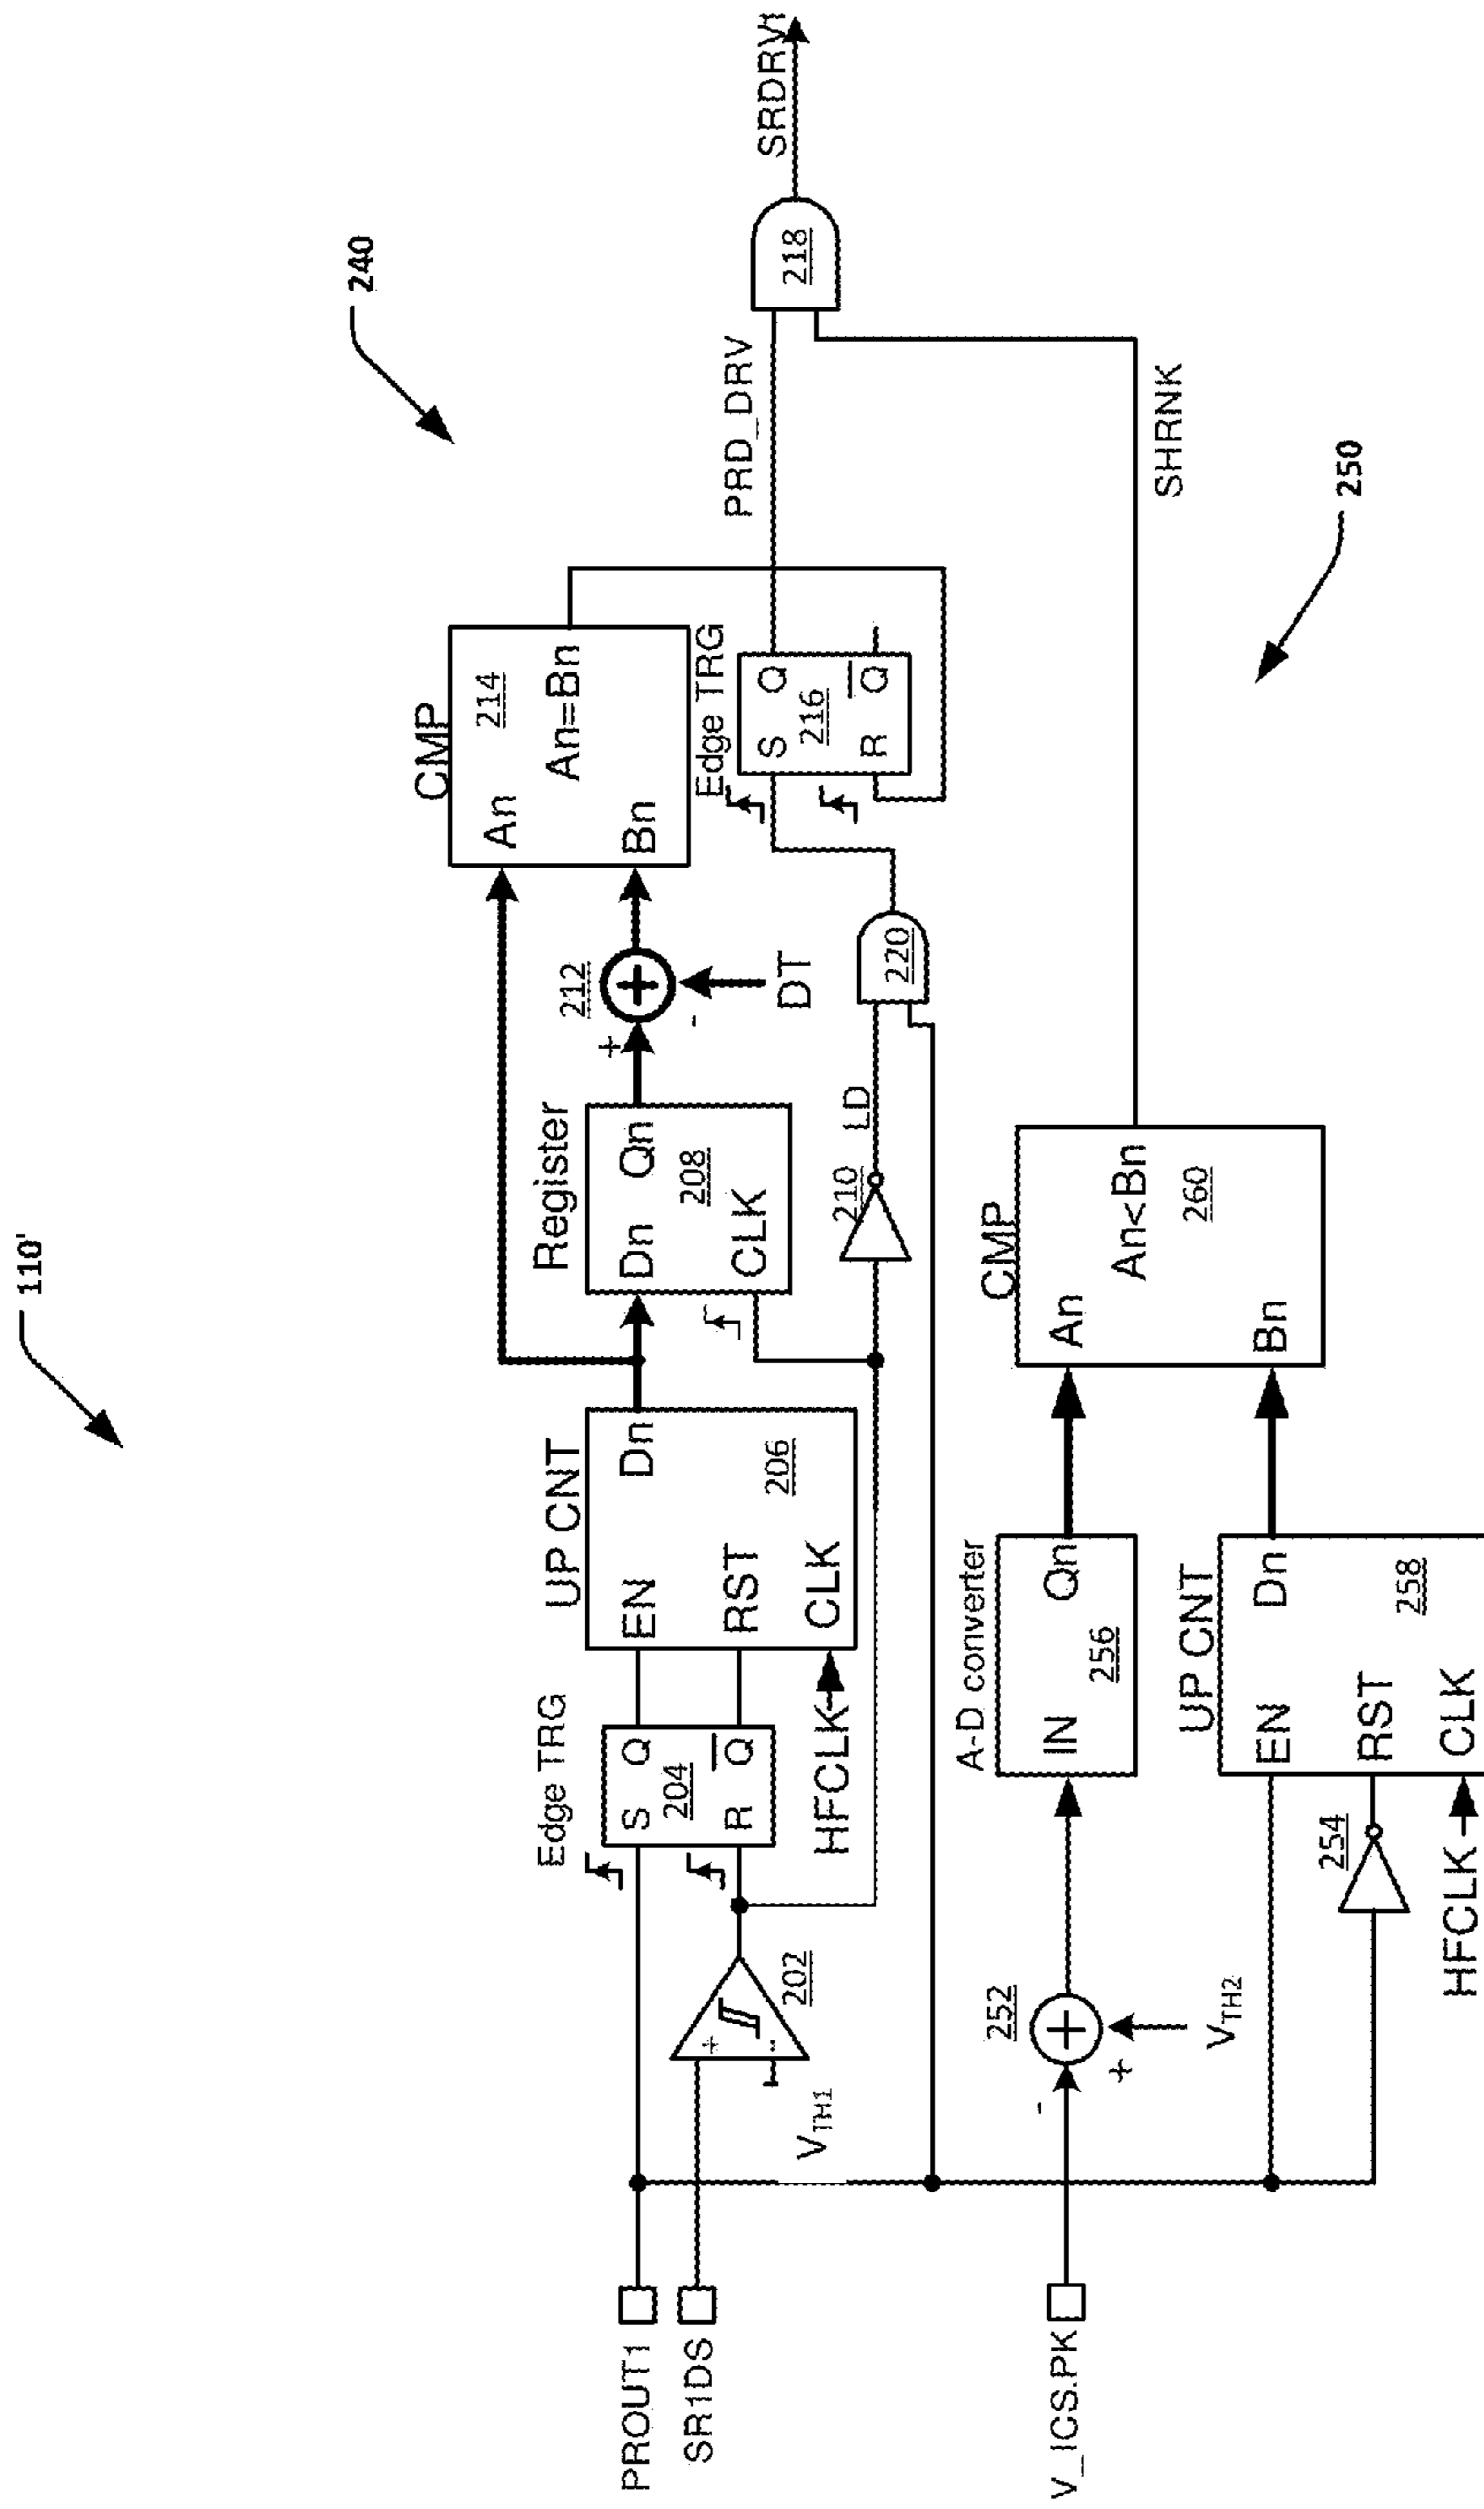 110'
240
PROUT1
SR1DS
VTH1
+
-
202
Edge TRG
S Q
204
R Q
UP CNT
EN Dn
RST 206
CLK
HFCLK
Register
Dn Qn
208
CLK
210
LD
212
+
-
DT
CMP
An 214
An=Bn
Bn
Edge TRG
S Q
216
R Q
220
PRD_DRV
218
SRDRV1
V_ICS.PK
-
+
252
VTH2
A-D converter
IN Qn
256
UP CNT
EN Dn
RST 258
CLK
254
HFCLK
CMP
An
An<Bn
260
Bn
SHRNK
250